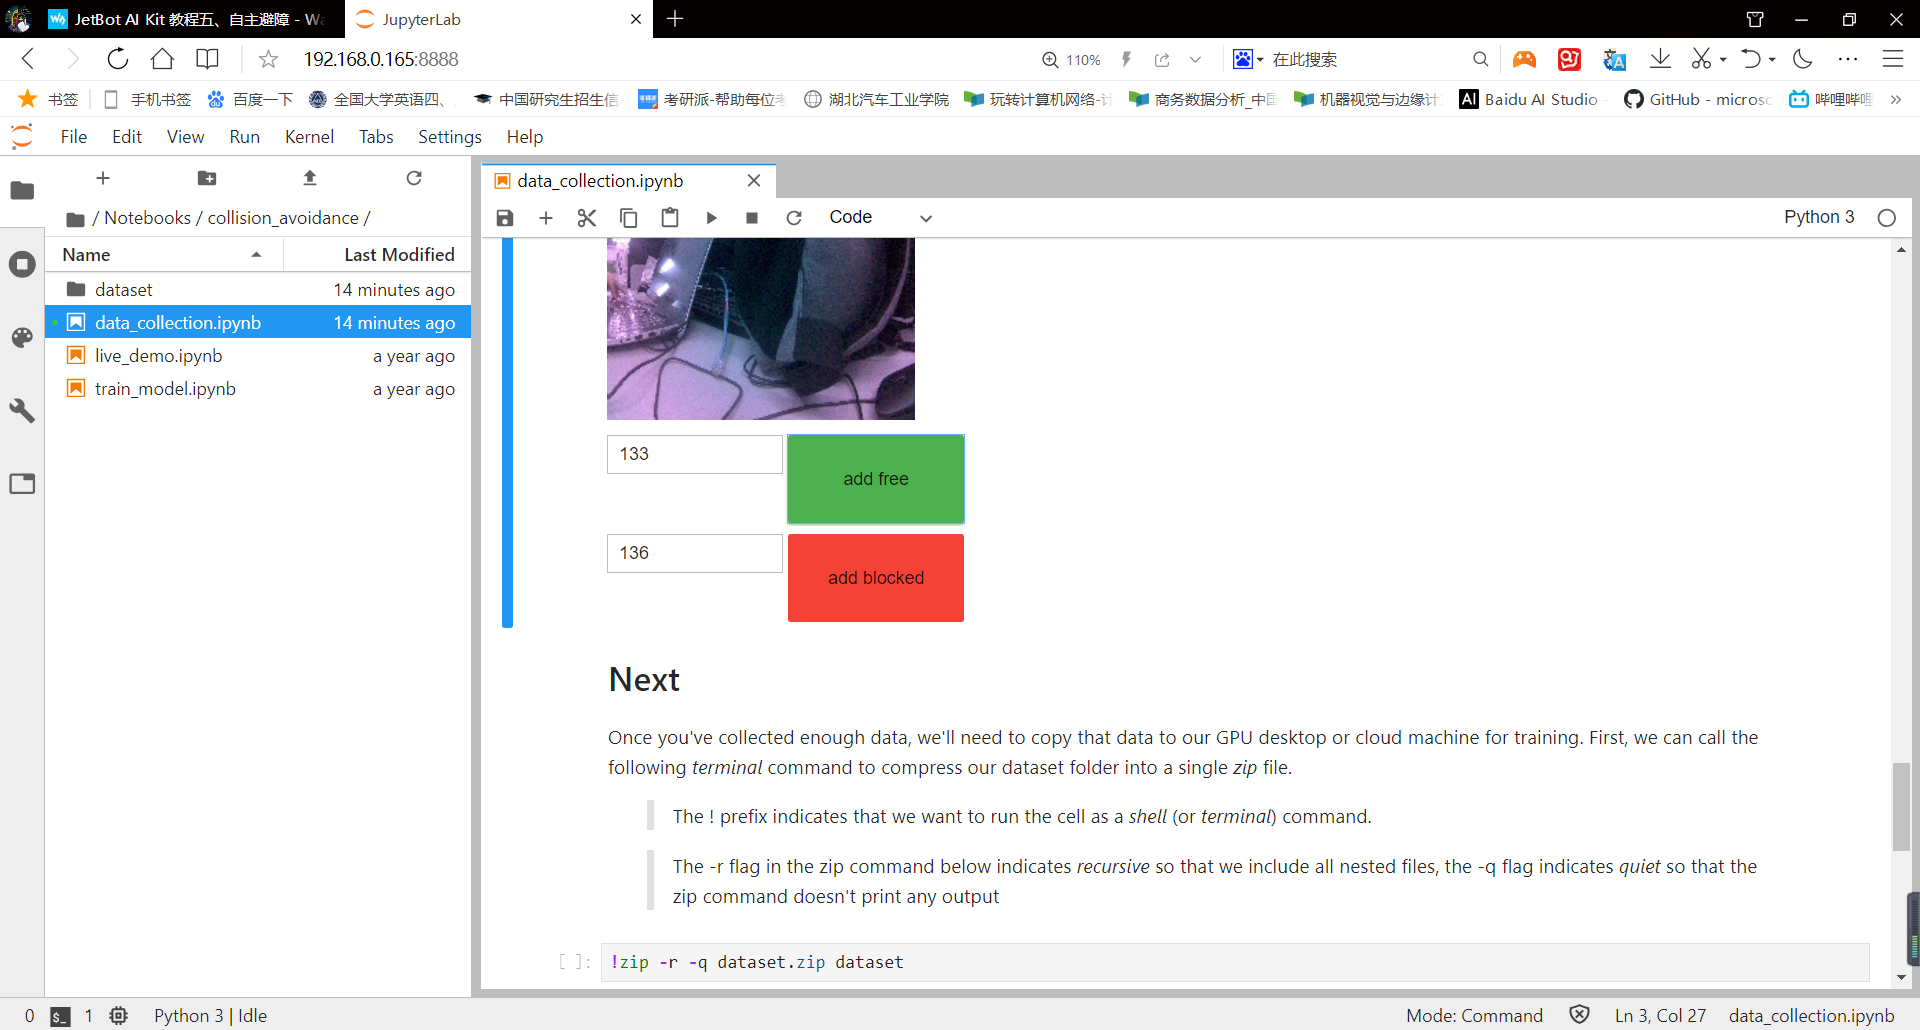 JetBot AI Kit 教程五、自主避障 - Wa
JupyterLab
192.168.0.165:8888
110%
在此搜索
书签
手机书签
百度一下
全国大学英语四、
中国研究生招生信
考研派-帮助每位考
湖北汽车工业学院
玩转计算机网络-计
商务数据分析_中国
机器视觉与边缘计
AI Baidu AI Studio
GitHub - microsc
哔哩哔哩
File Edit View Run Kernel Tabs Settings Help
/ Notebooks / collision_avoidance /
Name Last Modified
dataset 14 minutes ago
data_collection.ipynb 14 minutes ago
live_demo.ipynb a year ago
train_model.ipynb a year ago
data_collection.ipynb
Code
Python 3
133 add free
136 add blocked
Next
Once you've collected enough data, we'll need to copy that data to our GPU desktop or cloud machine for training. First, we can call the
following terminal command to compress our dataset folder into a single zip file.
The ! prefix indicates that we want to run the cell as a shell (or terminal) command.
The -r flag in the zip command below indicates recursive so that we include all nested files, the -q flag indicates quiet so that the
zip command doesn't print any output
[ ]: !zip -r -q dataset.zip dataset
0 $_ 1 Python 3 | Idle Mode: Command Ln 3, Col 27 data_collection.ipynb